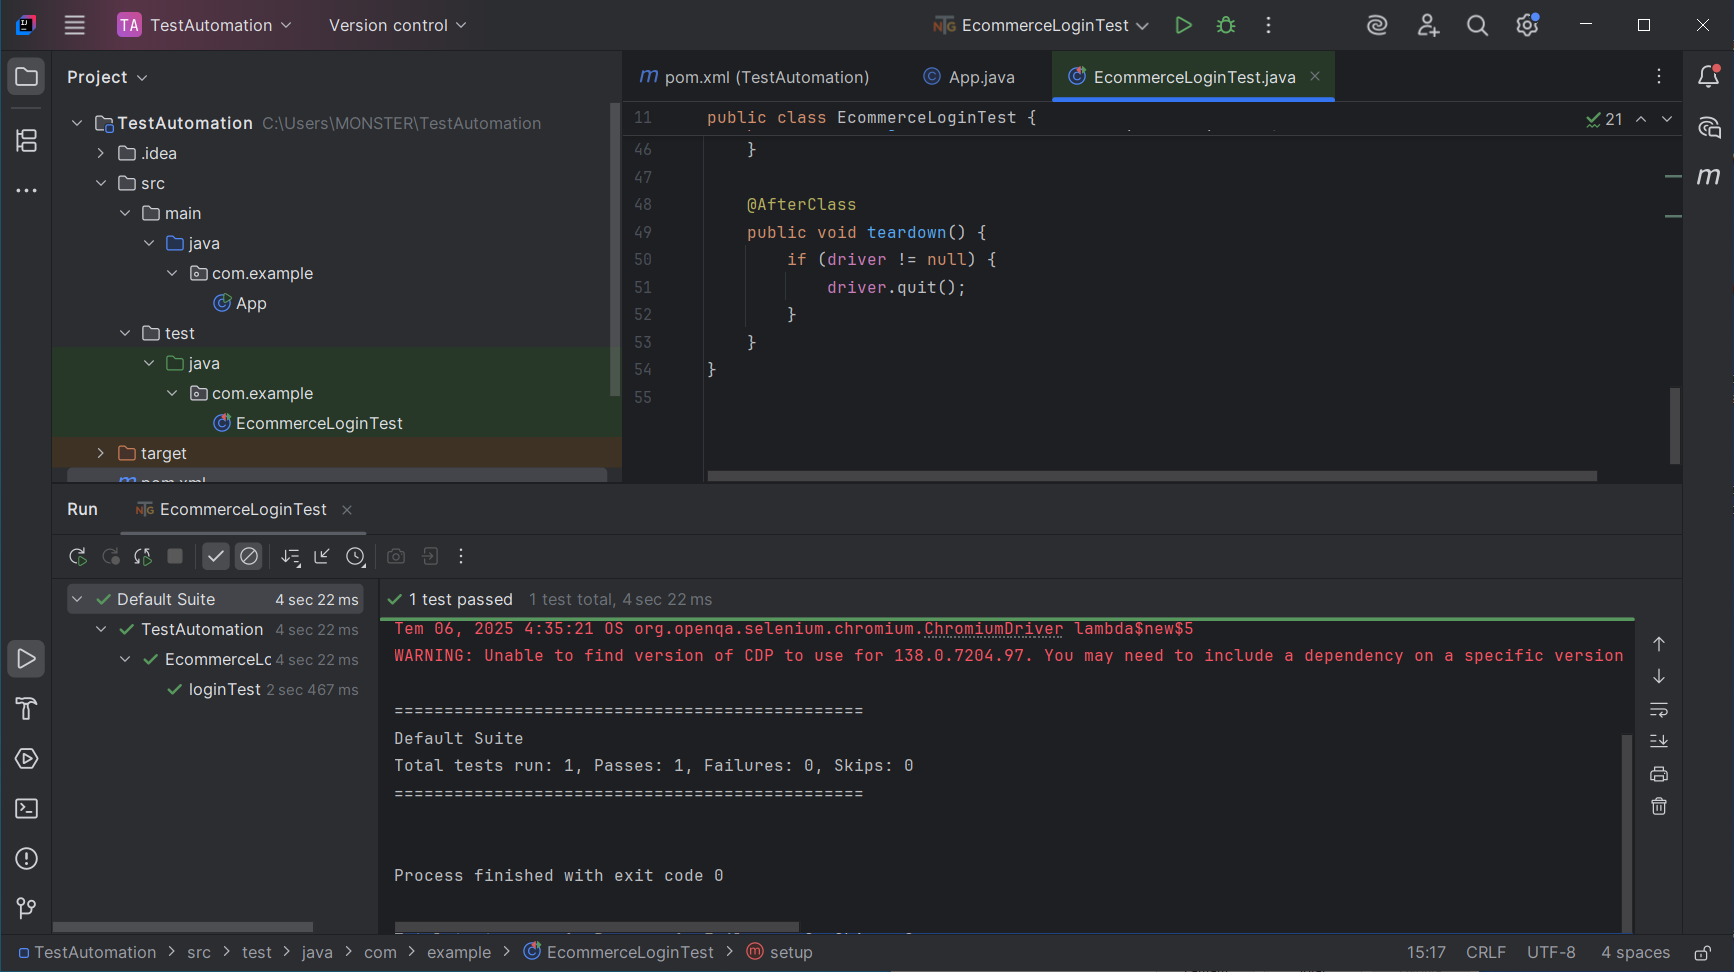 TA TestAutomation Version control EcommerceLoginTest
Project
TestAutomation C:\Users\MONSTER\TestAutomation
.idea
src
main
java
com.example
App
test
java
com.example
EcommerceLoginTest
target
pom.xml
pom.xml (TestAutomation) App.java EcommerceLoginTest.java
11 public class EcommerceLoginTest { 21
46 }
47
48 @AfterClass
49 public void teardown() {
50 if (driver != null) {
51 driver.quit();
52 }
53 }
54 }
55
Run EcommerceLoginTest
Default Suite 4 sec 22 ms
TestAutomation 4 sec 22 ms
EcommerceLo 4 sec 22 ms
loginTest 2 sec 467 ms
1 test passed 1 test total, 4 sec 22 ms
Tem 06, 2025 4:35:21 ÖS org.openqa.selenium.chromium.ChromiumDriver lambda$new$5
WARNING: Unable to find version of CDP to use for 138.0.7204.97. You may need to include a dependency on a specific version
===============================================
Default Suite
Total tests run: 1, Passes: 1, Failures: 0, Skips: 0
===============================================
Process finished with exit code 0
TestAutomation > src > test > java > com > example > EcommerceLoginTest > setup 15:17 CRLF UTF-8 4 spaces